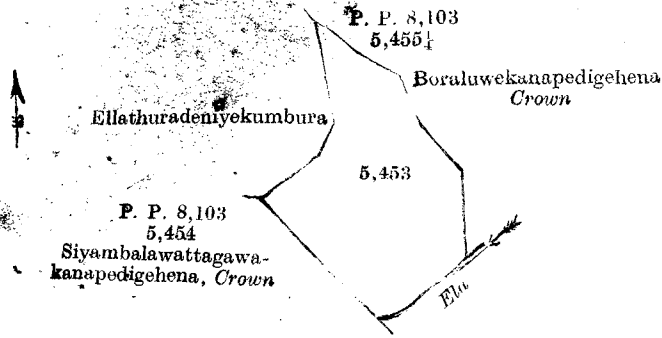 P. P. 8,103
5,455¼
Boraluwekanapedigehena
Crown
Ellathuradeniyekumbura
5,453
P. P. 8,103
5,454
Siyambalawattagawa-
kanapedigehena, Crown
Ela